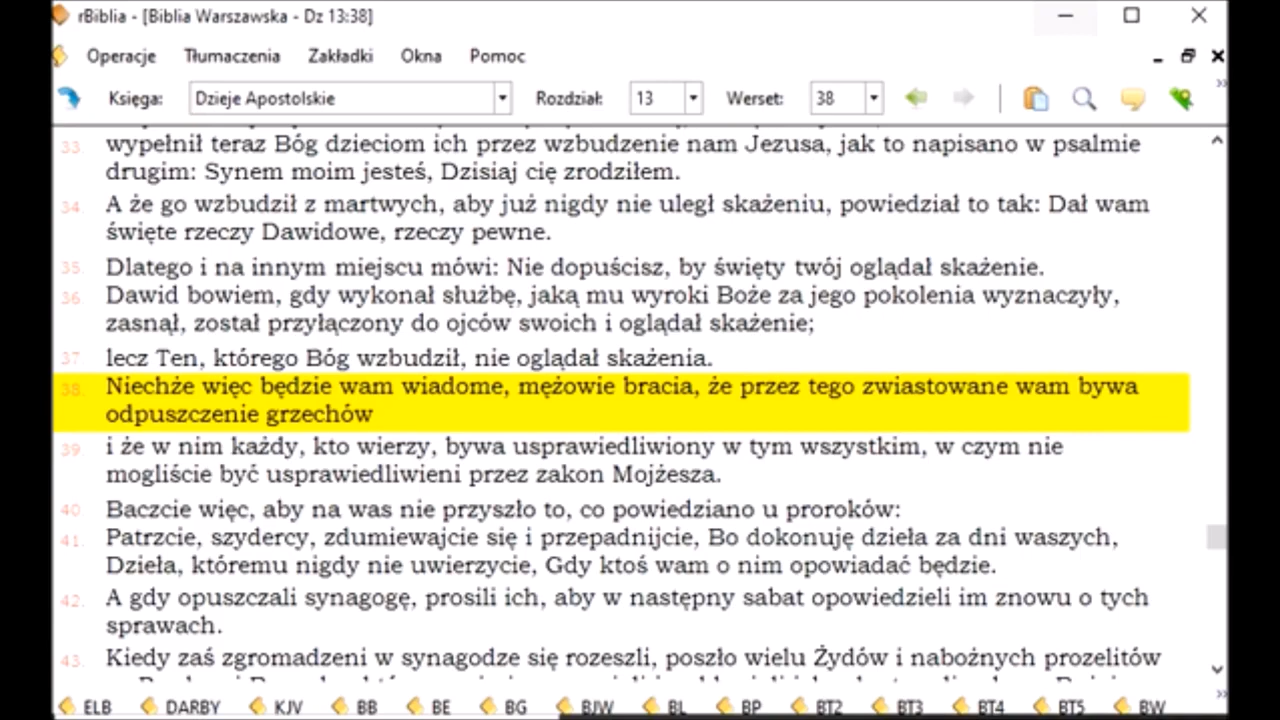 rBiblia - [Biblia Warszawska - Dz 13:38]
Operacje Tłumaczenia Zakładki Okna Pomoc
Księga: Dzieje Apostolskie Rozdział: 13 Werset: 38
33. wypełnił teraz Bóg dzieciom ich przez wzbudzenie nam Jezusa, jak to napisano w psalmie
drugim: Synem moim jesteś, Dzisiaj cię zrodziłem.
34. A że go wzbudził z martwych, aby już nigdy nie uległ skażeniu, powiedział to tak: Dał wam
święte rzeczy Dawidowe, rzeczy pewne.
35. Dlatego i na innym miejscu mówi: Nie dopuścisz, by święty twój oglądał skażenie.
36. Dawid bowiem, gdy wykonał służbę, jaką mu wyroki Boże za jego pokolenia wyznaczyły,
zasnął, został przyłączony do ojców swoich i oglądał skażenie;
37. lecz Ten, którego Bóg wzbudził, nie oglądał skażenia.
38. Niechże więc będzie wam wiadome, mężowie bracia, że przez tego zwiastowane wam bywa
odpuszczenie grzechów
39. i że w nim każdy, kto wierzy, bywa usprawiedliwiony w tym wszystkim, w czym nie
mogliście być usprawiedliwieni przez zakon Mojżesza.
40. Baczcie więc, aby na was nie przyszło to, co powiedziano u proroków:
41. Patrzcie, szydercy, zdumiewajcie się i przepadnijcie, Bo dokonuję dzieła za dni waszych,
Dzieła, któremu nigdy nie uwierzycie, Gdy ktoś wam o nim opowiadać będzie.
42. A gdy opuszczali synagogę, prosili ich, aby w następny sabat opowiedzieli im znowu o tych
sprawach.
43. Kiedy zaś zgromadzeni w synagodze się rozeszli, poszło wielu Żydów i nabożnych prozelitów
ELB DARBY KJV BB BE BG BJW BL BP BT2 BT3 BT4 BT5 BW